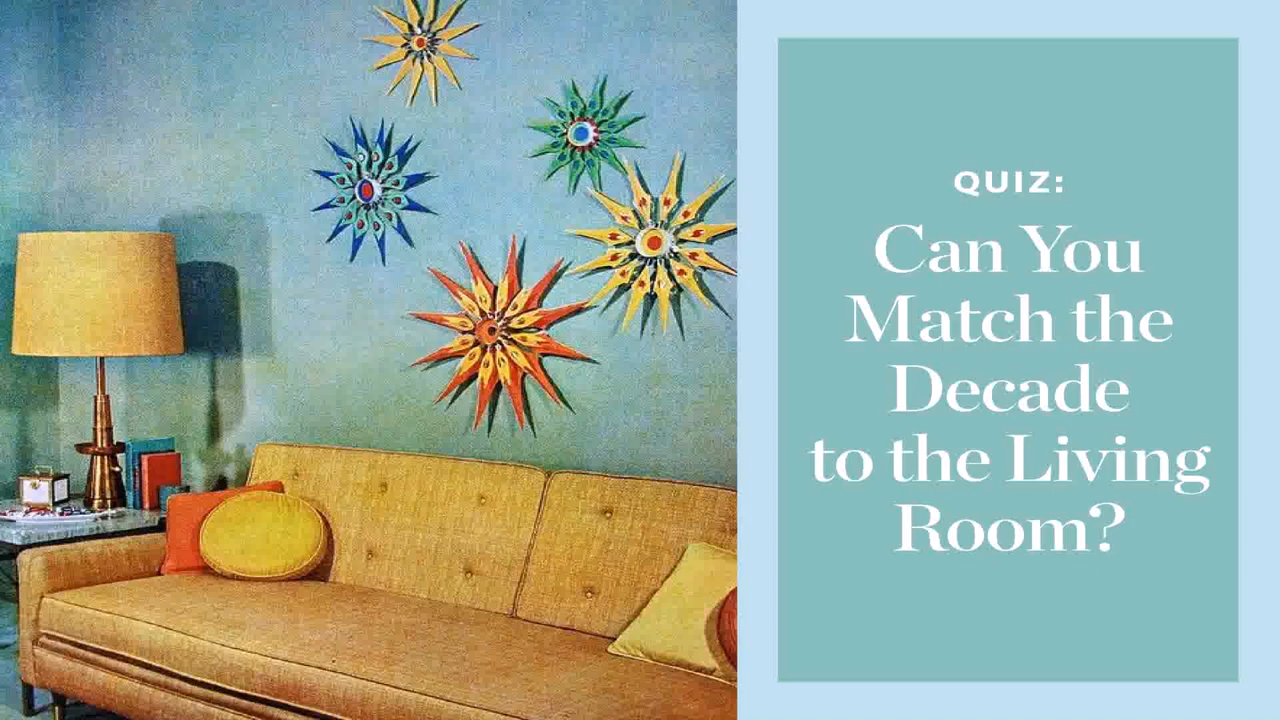 QUIZ:
Can You
Match the
Decade
to the Living
Room?